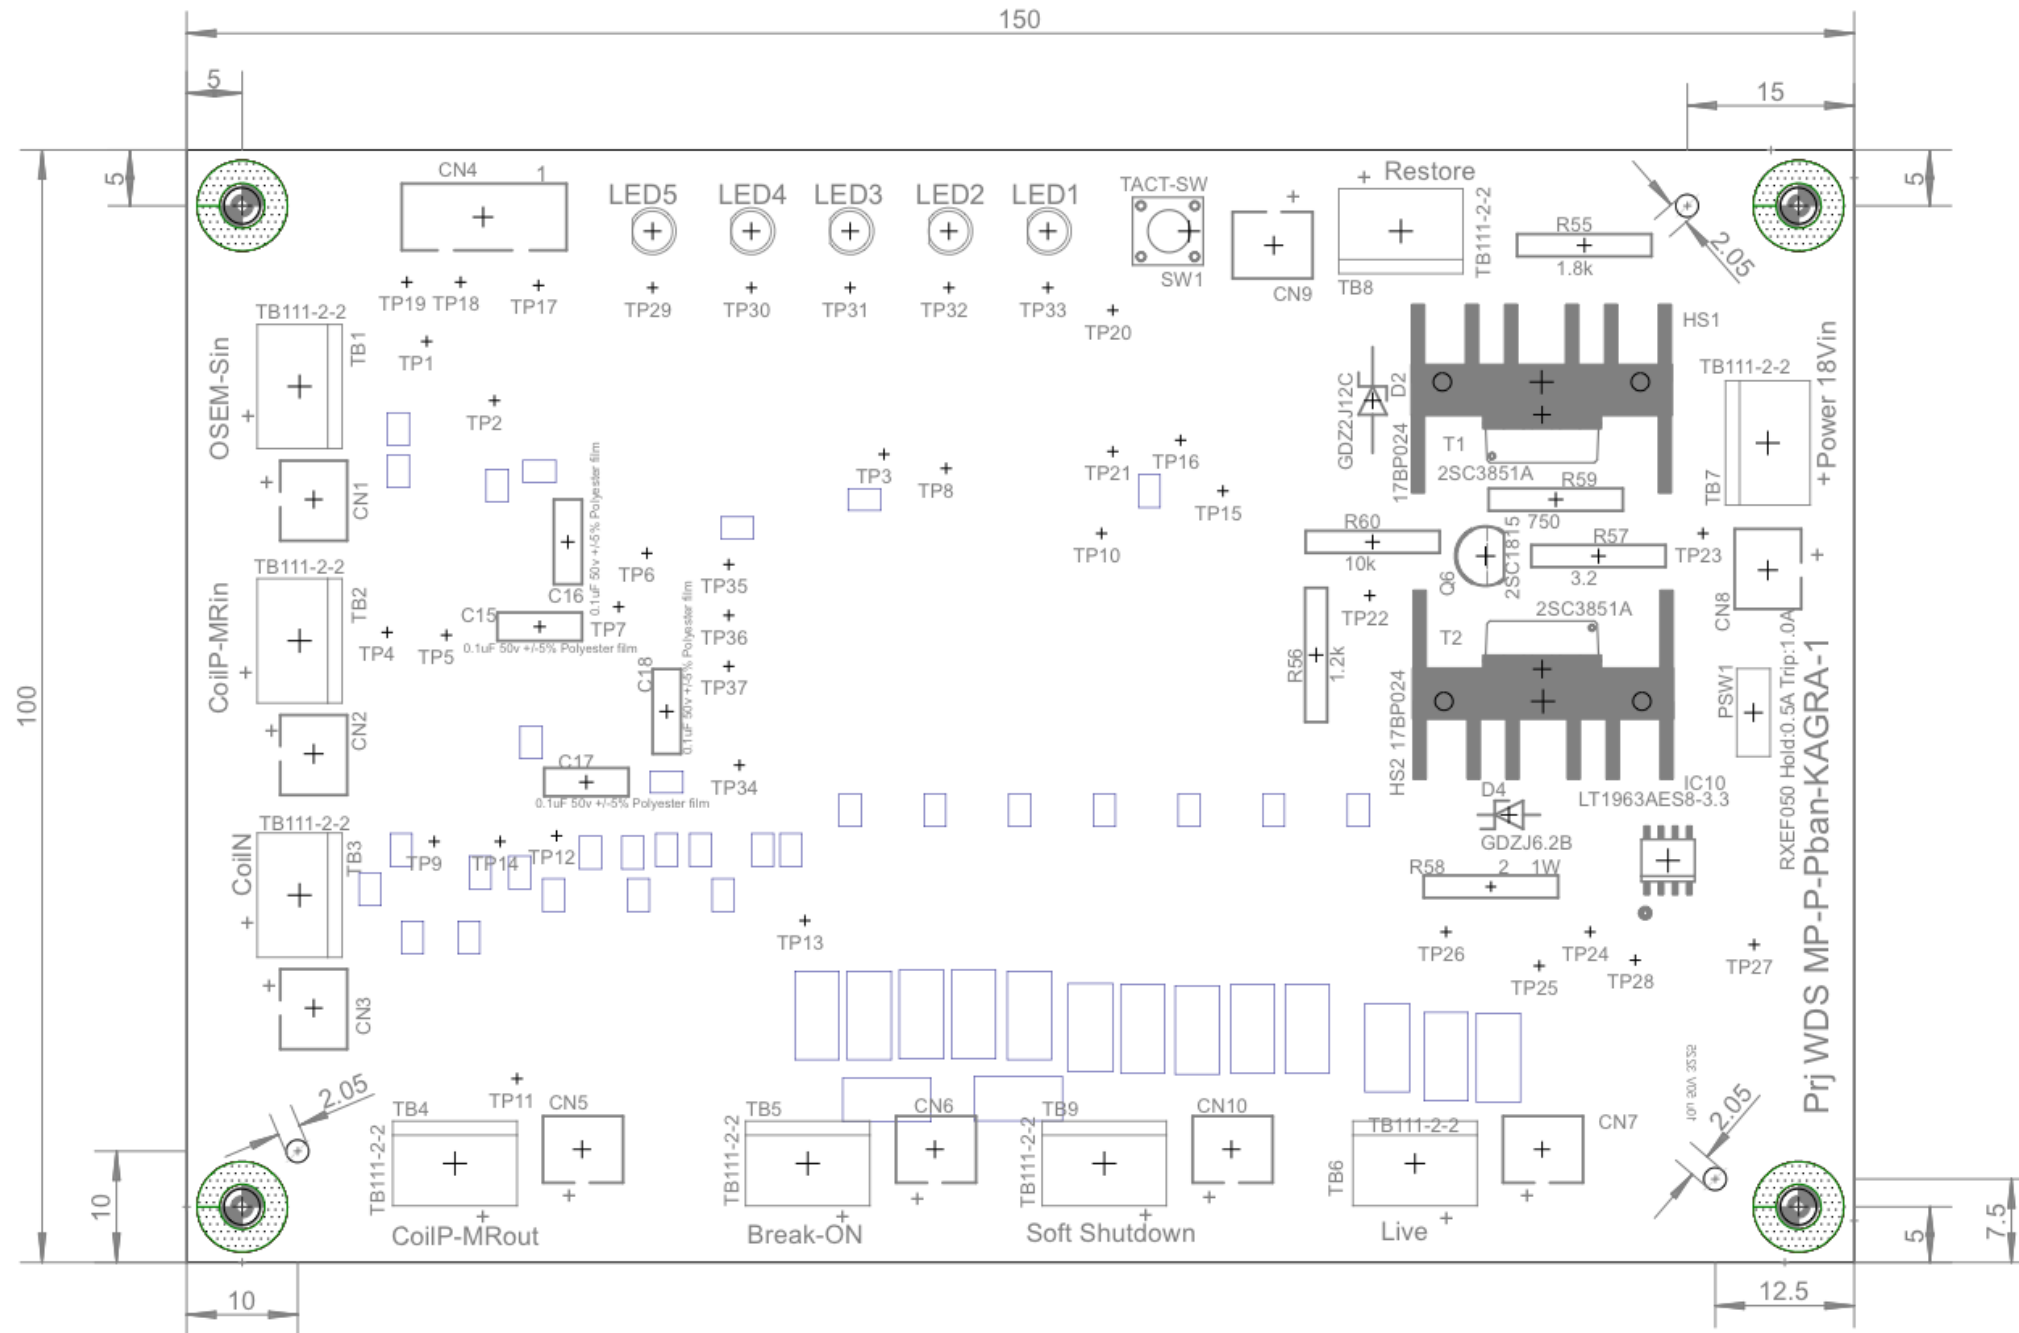 150
5
15
5
CN4
1
LED5
LED4
LED3
LED2
LED1
TACT-SW
+
+ Restore
TB111-2-2
R55
1.8k
2.05
5
SW1
CN9
TB8
TP19
TP18
TP17
TP29
TP30
TP31
TP32
TP33
TP20
HS1
TB111-2-2
TB1
OSEM-Sin
+
TP1
TP2
D2
GDZ2J12C
17BP024
T1
2SC3851A
TB111-2-2
+Power 18Vin
TB7
+
CN1
TP3
TP8
TP21
TP16
TP15
TP10
R59
750
R60
10k
2SC1815
Q6
R57
3.2
TP23
+
CN8
C16
0.1uF 50v +/-5% Polyester film
C15
0.1uF 50v +/-5% Polyester film
TP6
TP7
TP35
TP36
TP37
C18
0.1uF 50v +/-5% Polyester film
TB111-2-2
TB2
CoilP-MRin
+
TP4
TP5
TP22
2SC3851A
T2
R56
1.2k
HS2 17BP024
PSW1
RXEF050 Hold:0.5A Trip:1.0A
Prj WDS MP-P-Pban-KAGRA-1
100
+
CN2
C17
0.1uF 50v +/-5% Polyester film
TP34
IC10
LT1963AES8-3.3
D4
GDZJ6.2B
TB111-2-2
TB3
CoilN
+
TP9
TP14
TP12
R58
2
1W
TP13
TP26
TP24
TP25
TP28
TP27
+
CN3
10u 50V 3225
2.05
2.05
TP11
TB4
TB111-2-2
CN5
+
+
CoilP-MRout
TB5
TB111-2-2
CN6
+
+
Break-ON
TB9
TB111-2-2
CN10
+
+
Soft Shutdown
TB111-2-2
TB6
CN7
+
+
Live
10
10
5
7.5
12.5